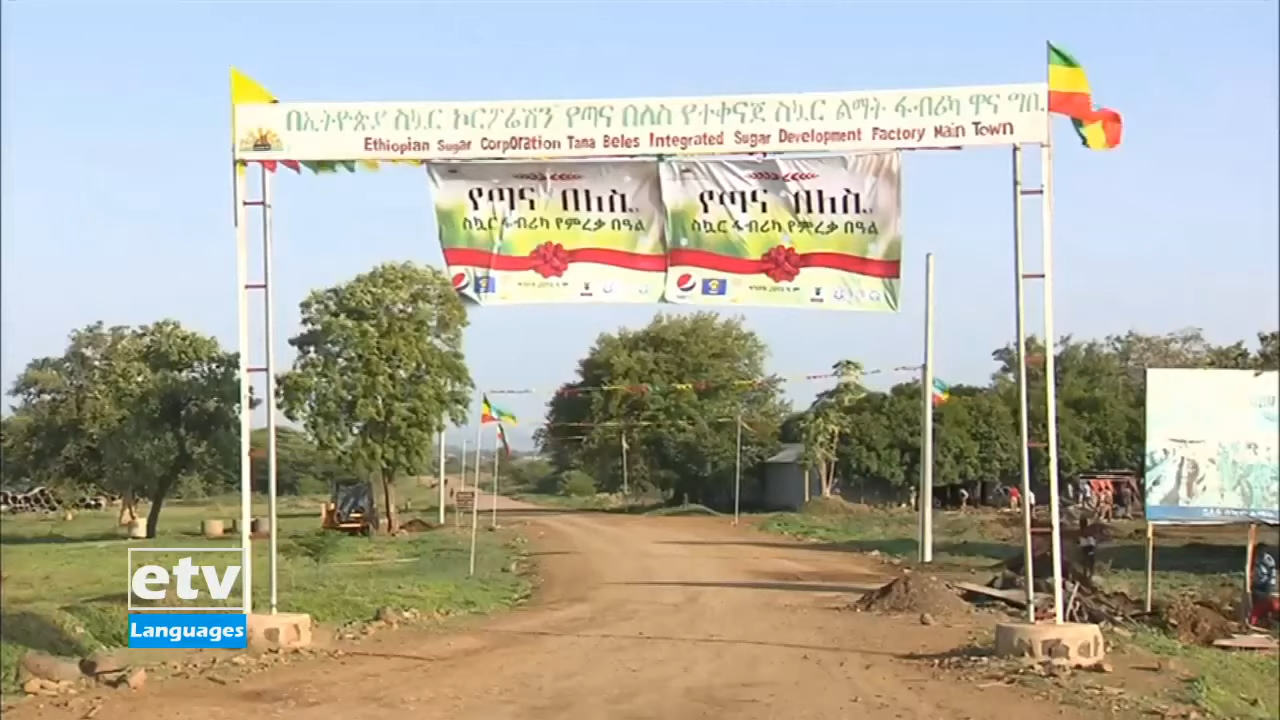 በኢትዮጵያ ስኳር ኮርፖሬሽን የጣና በለስ የተቀናጀ ስኳር ልማት ፋብሪካ ዋና ግቢ
Ethiopian Sugar CorpOration Tana Beles Integrated Sugar Development Factory Main Town
የጣና በለስ
ስኳር ፋብሪካ የምረቃ በዓል
የጣና በለስ
ስኳር ፋብሪካ የምረቃ በዓል
etv
Languages